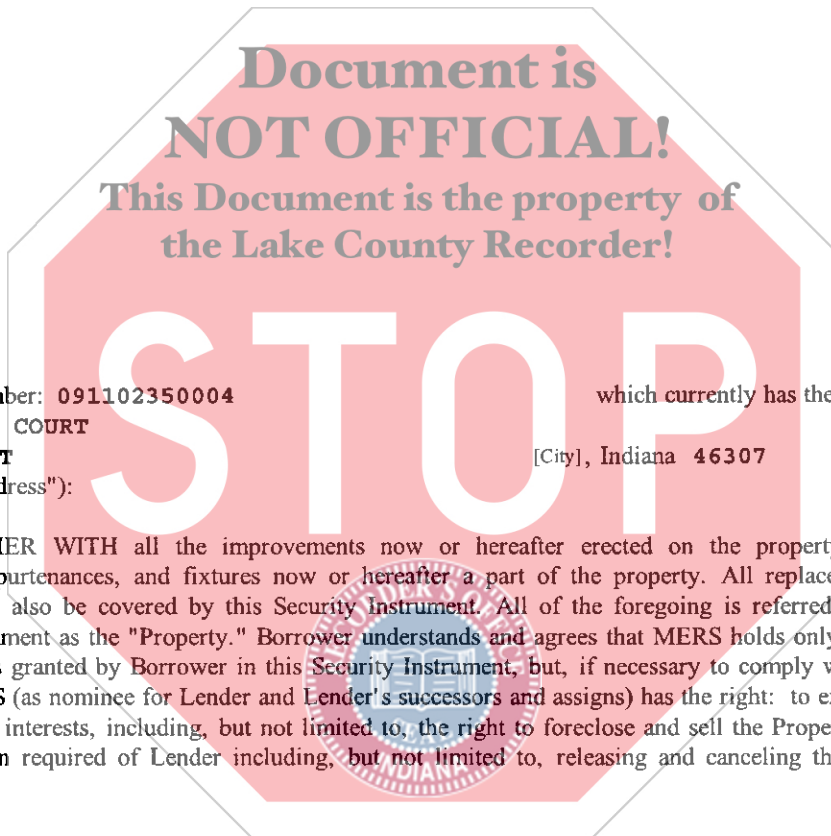 Document is
NOT OFFICIAL!
This Document is the property of
the Lake County Recorder!
STOP
ber: 091102350004 which currently has the
COURT
T [City], Indiana 46307
dress"):
ER WITH all the improvements now or hereafter erected on the property
ourtenances, and fixtures now or hereafter a part of the property. All replace
also be covered by this Security Instrument. All of the foregoing is referred
ment as the "Property." Borrower understands and agrees that MERS holds only
granted by Borrower in this Security Instrument, but, if necessary to comply w
S (as nominee for Lender and Lender's successors and assigns) has the right: to ex
interests, including, but not limited to, the right to foreclose and sell the Prope
n required of Lender including, but not limited to, releasing and canceling th
SEAL
INDIANA